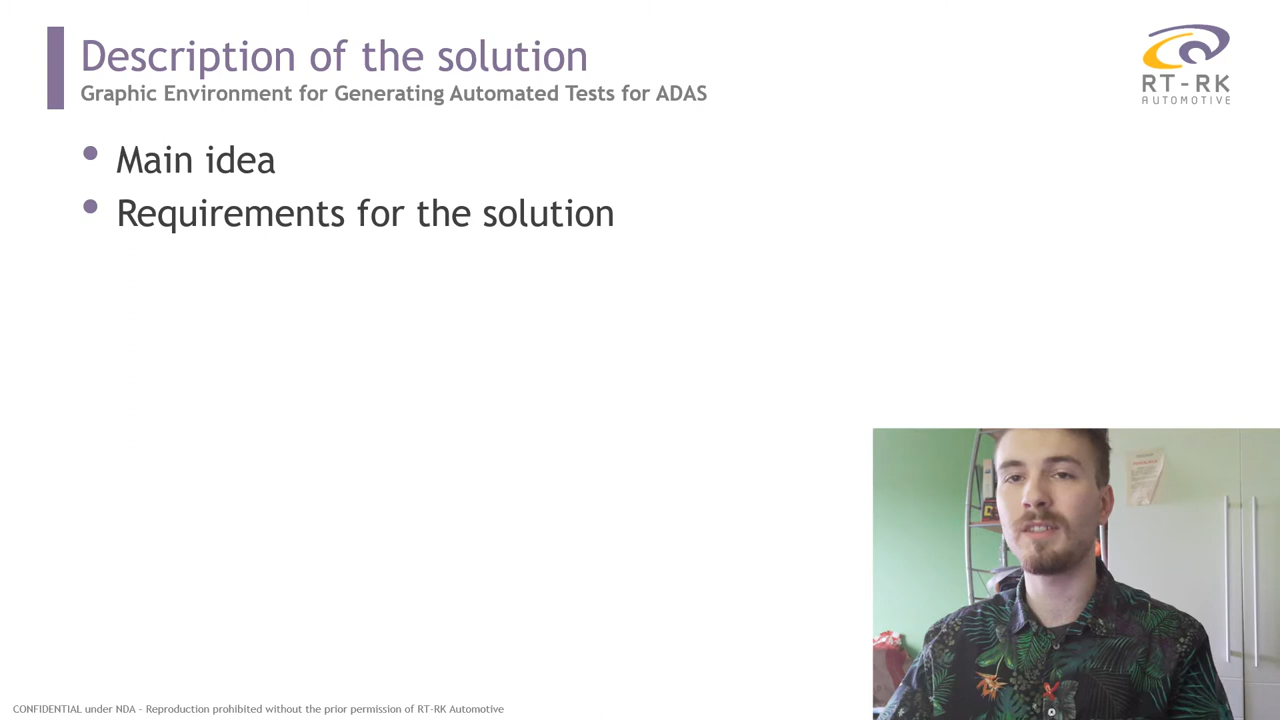 Description of the solution
Graphic Environment for Generating Automated Tests for ADAS
RT-RK
AUTOMOTIVE
• Main idea
• Requirements for the solution
CONFIDENTIAL under NDA – Reproduction prohibited without the prior permission of RT-RK Automotive